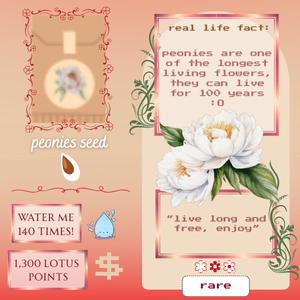 peonies seed
WATER ME
140 TIMES!
1,300 LOTUS
POINTS
$
real life fact:
peonies are one
of the longest
living flowers,
they can live
for 100 years
:O
"live long and
free, enjoy"
rare